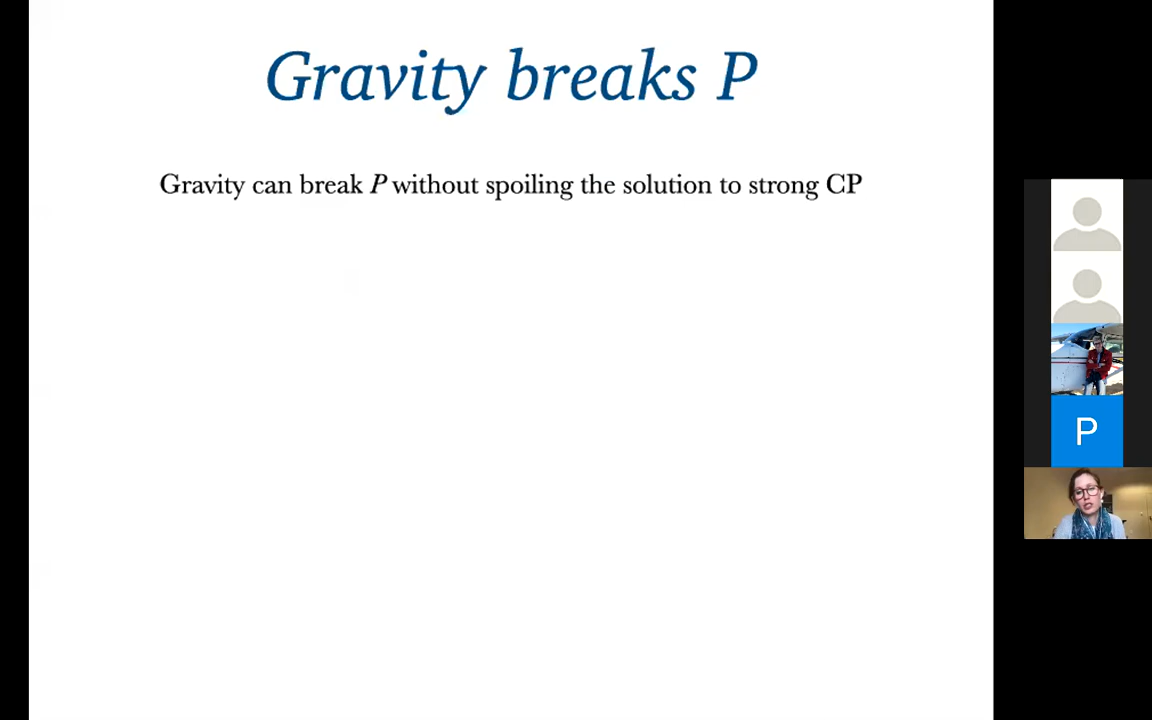 Gravity breaks P
Gravity can break P without spoiling the solution to strong CP
P